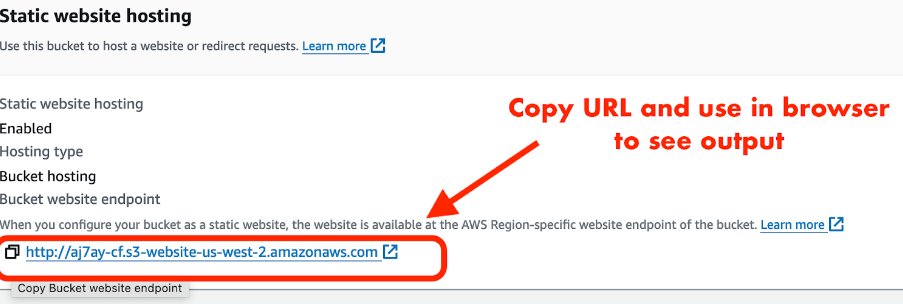 Static website hosting
Use this bucket to host a website or redirect requests. Learn more
Static website hosting
Enabled
Hosting type
Bucket hosting
Bucket website endpoint
When you configure your bucket as a static website, the website is available at the AWS Region-specific website endpoint of the bucket. Learn more
http://aj7ay-cf.s3-website-us-west-2.amazonaws.com
Copy Bucket website endpoint
Copy URL and use in browser
to see output